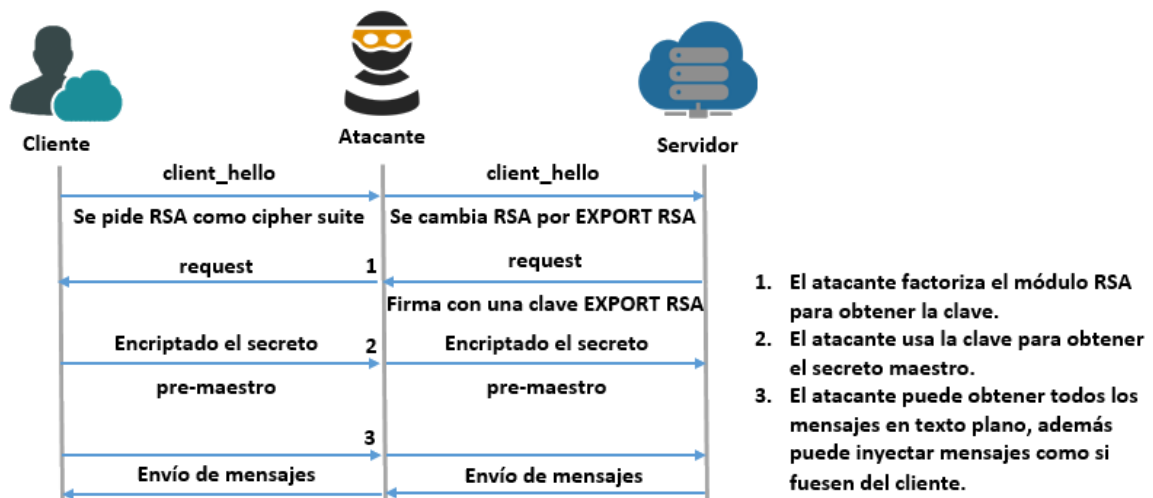 Cliente
Atacante
Servidor
client_hello
client_hello
Se pide RSA como cipher suite
Se cambia RSA por EXPORT RSA
request
1
request
Firma con una clave EXPORT RSA
Encriptado el secreto
2
Encriptado el secreto
pre-maestro
pre-maestro
3
Envío de mensajes
Envío de mensajes
1. El atacante factoriza el módulo RSA
para obtener la clave.
2. El atacante usa la clave para obtener
el secreto maestro.
3. El atacante puede obtener todos los
mensajes en texto plano, además
puede inyectar mensajes como si
fuesen del cliente.